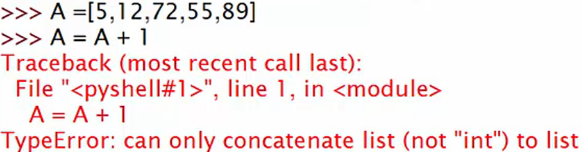 >>> A =[5,12,72,55,89]
>>> A = A + 1
Traceback (most recent call last):
File "<pyshell#1>", line 1, in <module>
A = A + 1
TypeError: can only concatenate list (not "int") to list